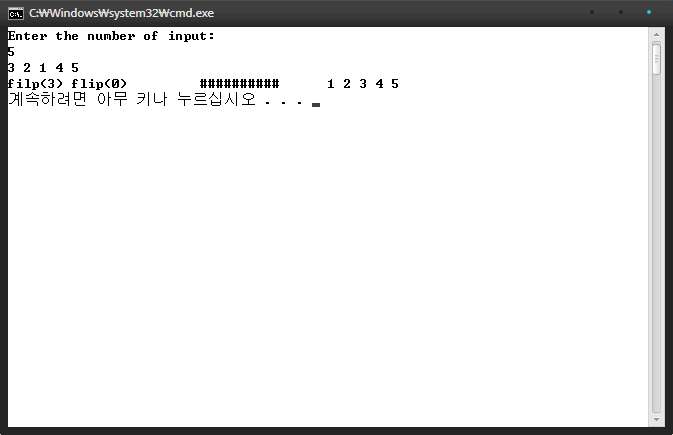 C:₩Windows₩system32₩cmd.exe
Enter the number of input:
5
3 2 1 4 5
filp(3) flip(0) ########## 1 2 3 4 5
계속하려면 아무 키나 누르십시오 . . .